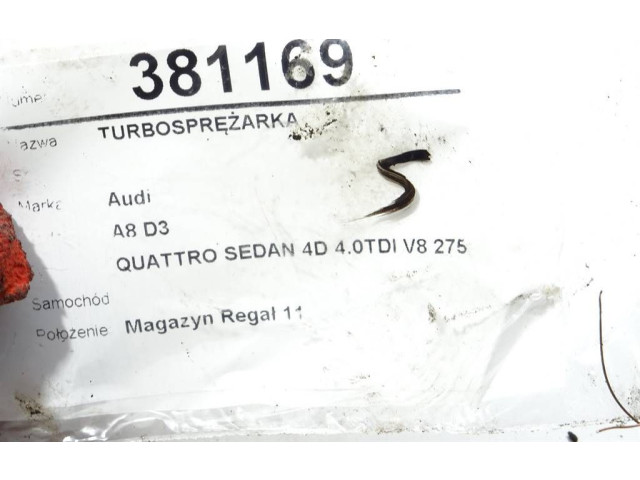 381169
azwa TURBOSPRĘŻARKA
Marka Audi
A8 D3
QUATTRO SEDAN 4D 4.0TDI V8 275
Samochód
Położenie Magazyn Regał 11
S